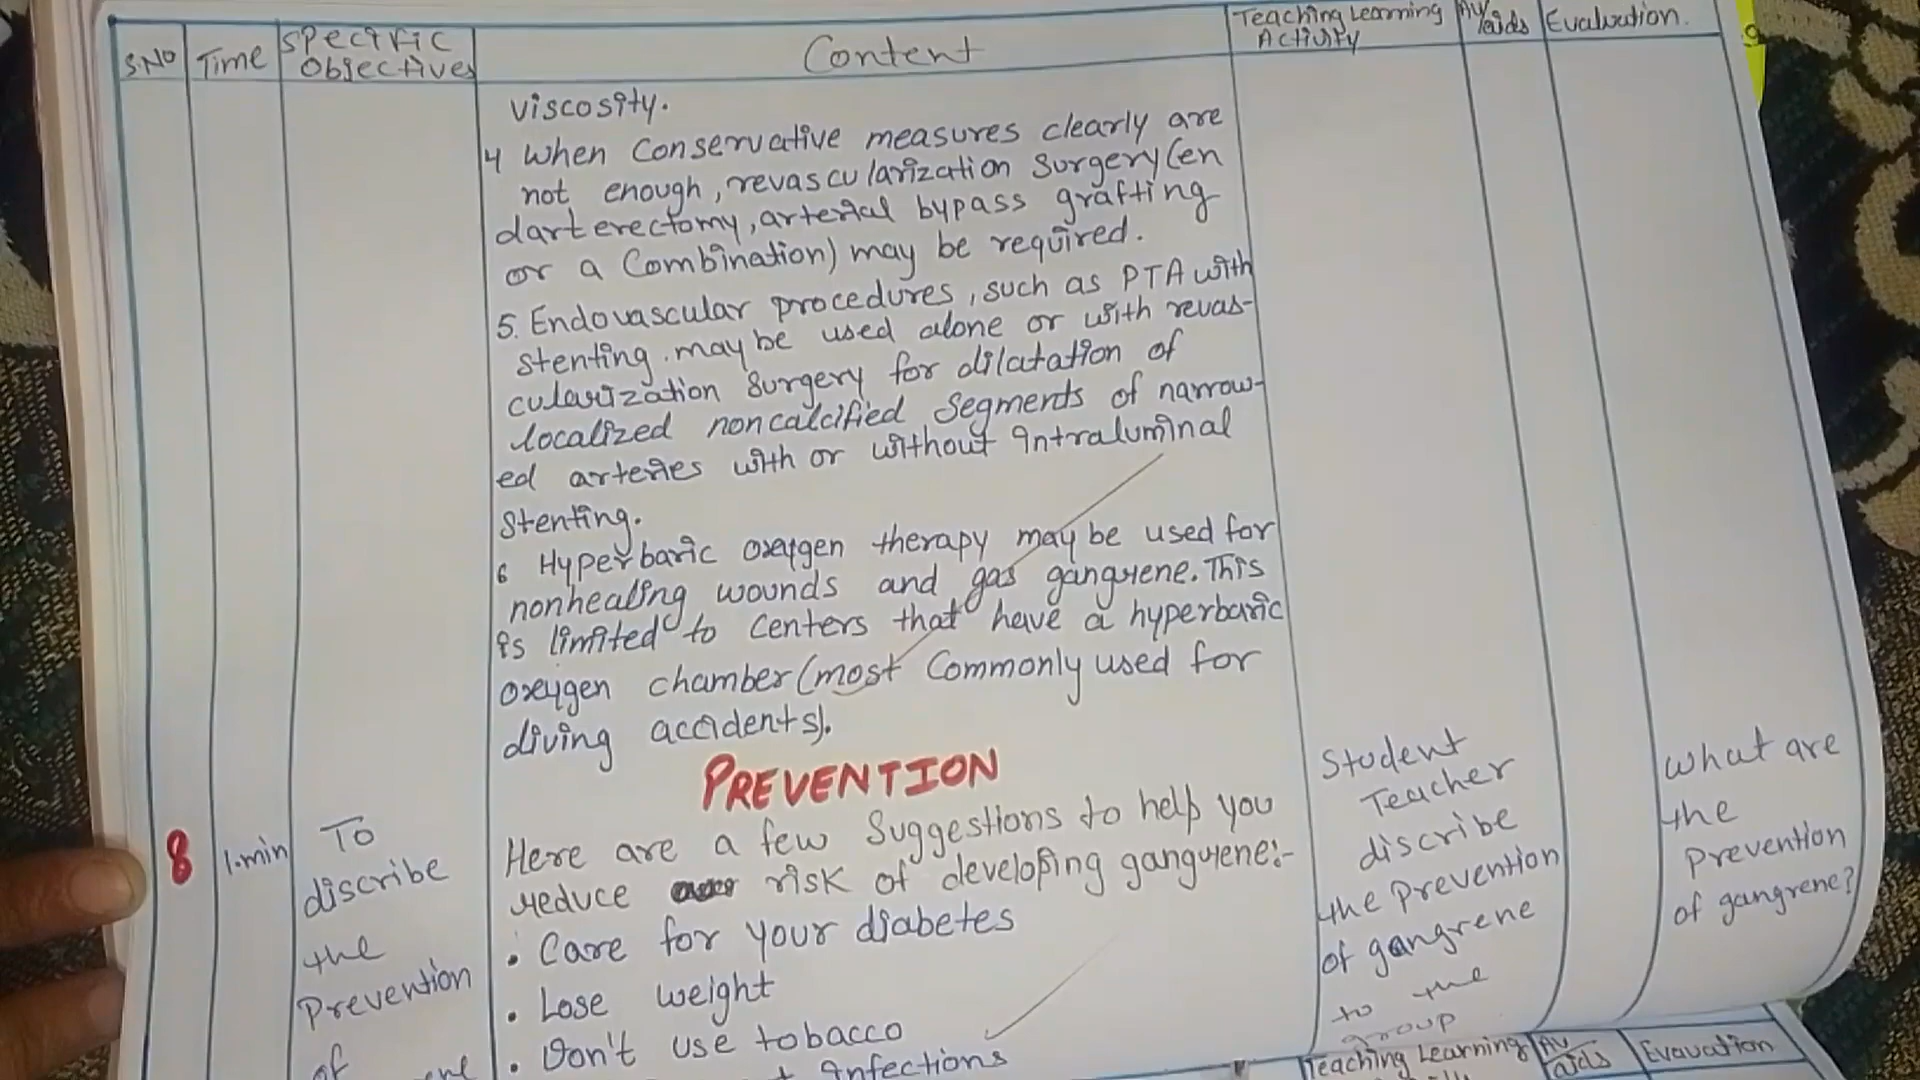 S.NO
Time
Specific
Objectives
Content
Teaching Learning
Activity
AV
aids
Evaluation.
viscosity.
4 When Conservative measures clearly are
not enough, revascularization Surgery (en
darterectomy, arterial bypass grafting
or a Combination) may be required.
5. Endovascular procedures, such as PTA with
stenting. may be used alone or with revas-
cularization Surgery for dilatation of
localized noncalcified Segments of narrow-
ed arteries with or without intraluminal
Stenting.
6 Hyperbaric oxygen therapy may be used for
nonhealing wounds and gas gangrene. This
is limited to Centers that have a hyperbaric
oxygen chamber (most Commonly used for
diving accidents).
PREVENTION
8
1.min
To
discribe
the
Prevention
of
Here are a few Suggestions to help you
reduce risk of developing gangrene:-
• Care for your diabetes
• Lose weight
• Don't use tobacco
infections
Student
Teacher
discribe
the Prevention
of gangrene
to the
group
What are
the
Prevention
of gangrene?
Teaching Learning
AV
aids
Evauation